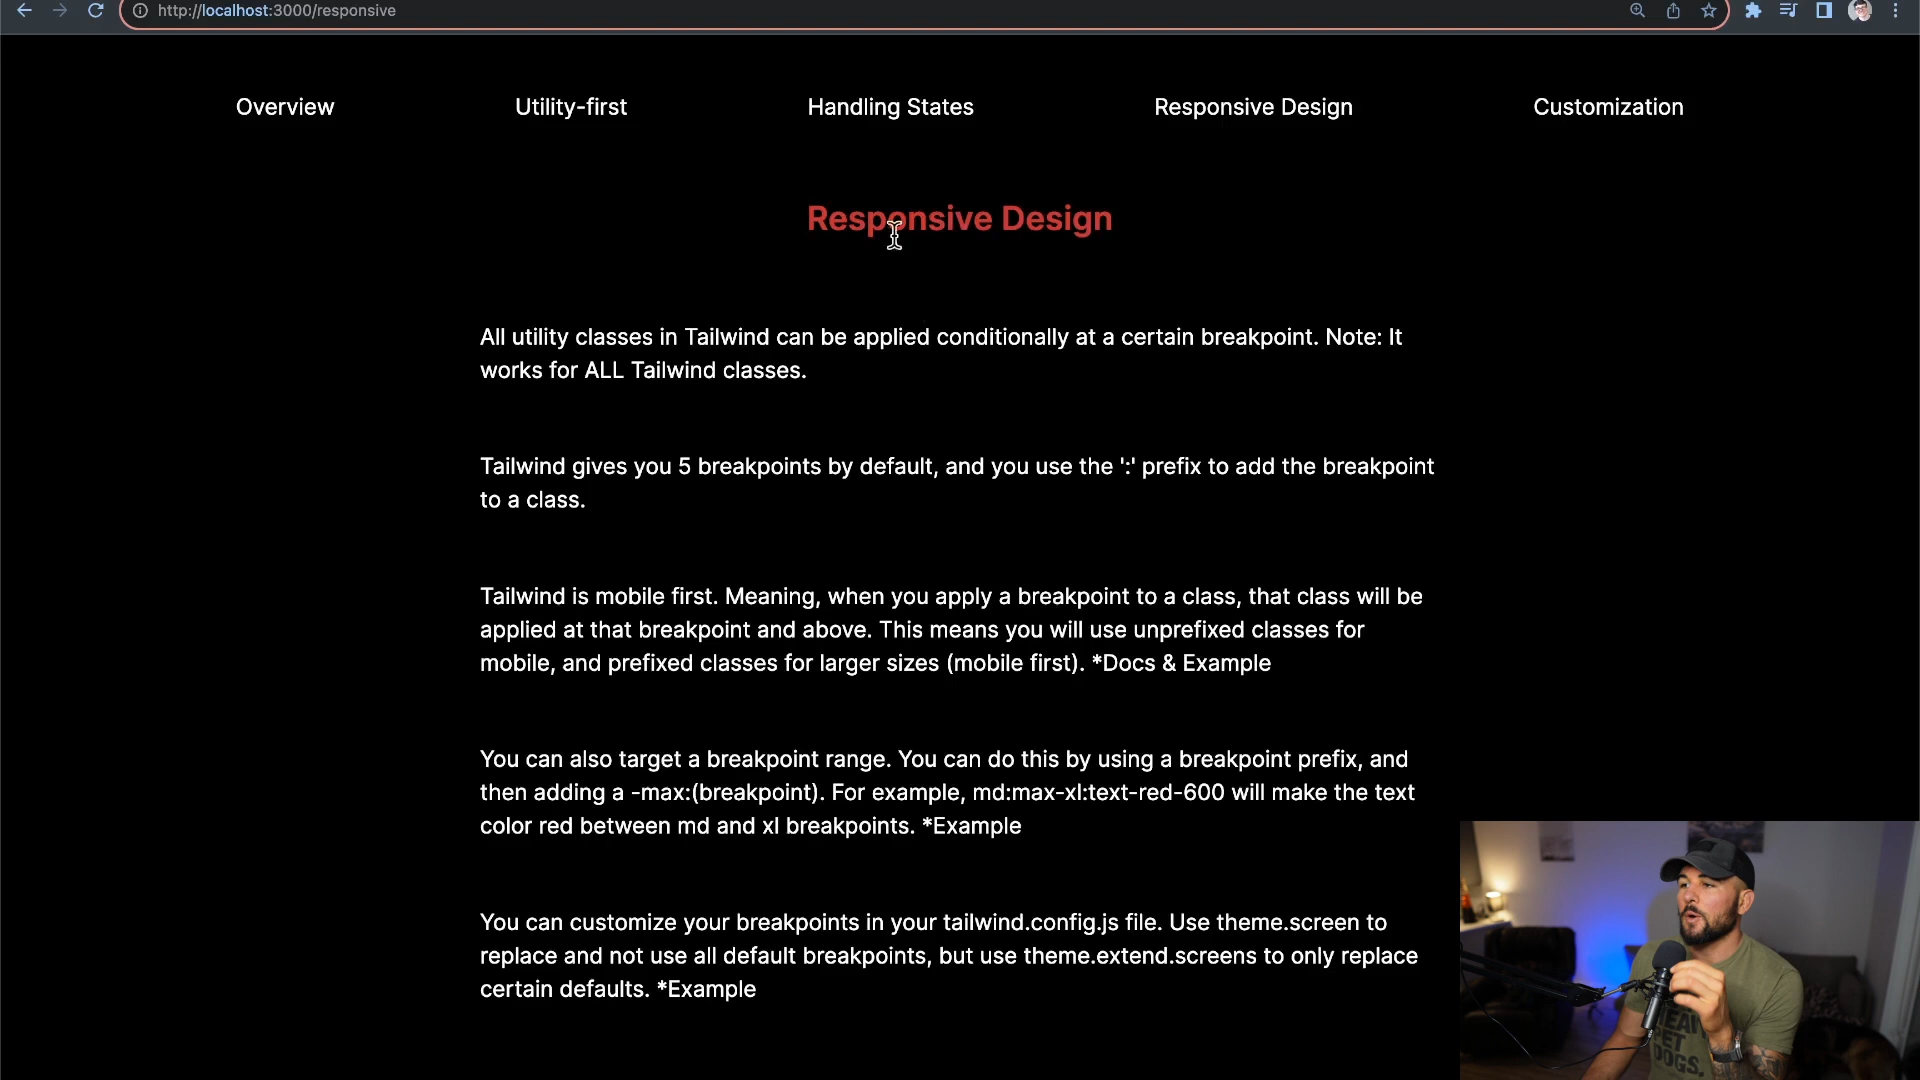 http://localhost:3000/responsive
Overview
Utility-first
Handling States
Responsive Design
Customization
Responsive Design
All utility classes in Tailwind can be applied conditionally at a certain breakpoint. Note: It
works for ALL Tailwind classes.
Tailwind gives you 5 breakpoints by default, and you use the ':' prefix to add the breakpoint
to a class.
Tailwind is mobile first. Meaning, when you apply a breakpoint to a class, that class will be
applied at that breakpoint and above. This means you will use unprefixed classes for
mobile, and prefixed classes for larger sizes (mobile first). *Docs & Example
You can also target a breakpoint range. You can do this by using a breakpoint prefix, and
then adding a -max:(breakpoint). For example, md:max-xl:text-red-600 will make the text
color red between md and xl breakpoints. *Example
You can customize your breakpoints in your tailwind.config.js file. Use theme.screen to
replace and not use all default breakpoints, but use theme.extend.screens to only replace
certain defaults. *Example
MEAN
PET
DOGS.